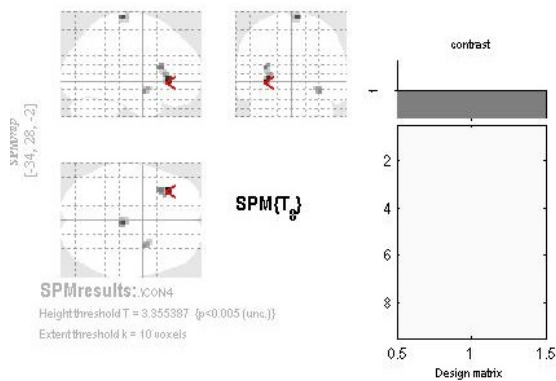 contrast
1
SPMmip
[-34, 28, -2]
SPM{T8}
SPMresults: ./CON4
Height threshold T = 3.355387 {p<0.005 (unc.)}
Extent threshold k = 10 voxels
2
4
6
8
0.5 1 1.5
Design matrix